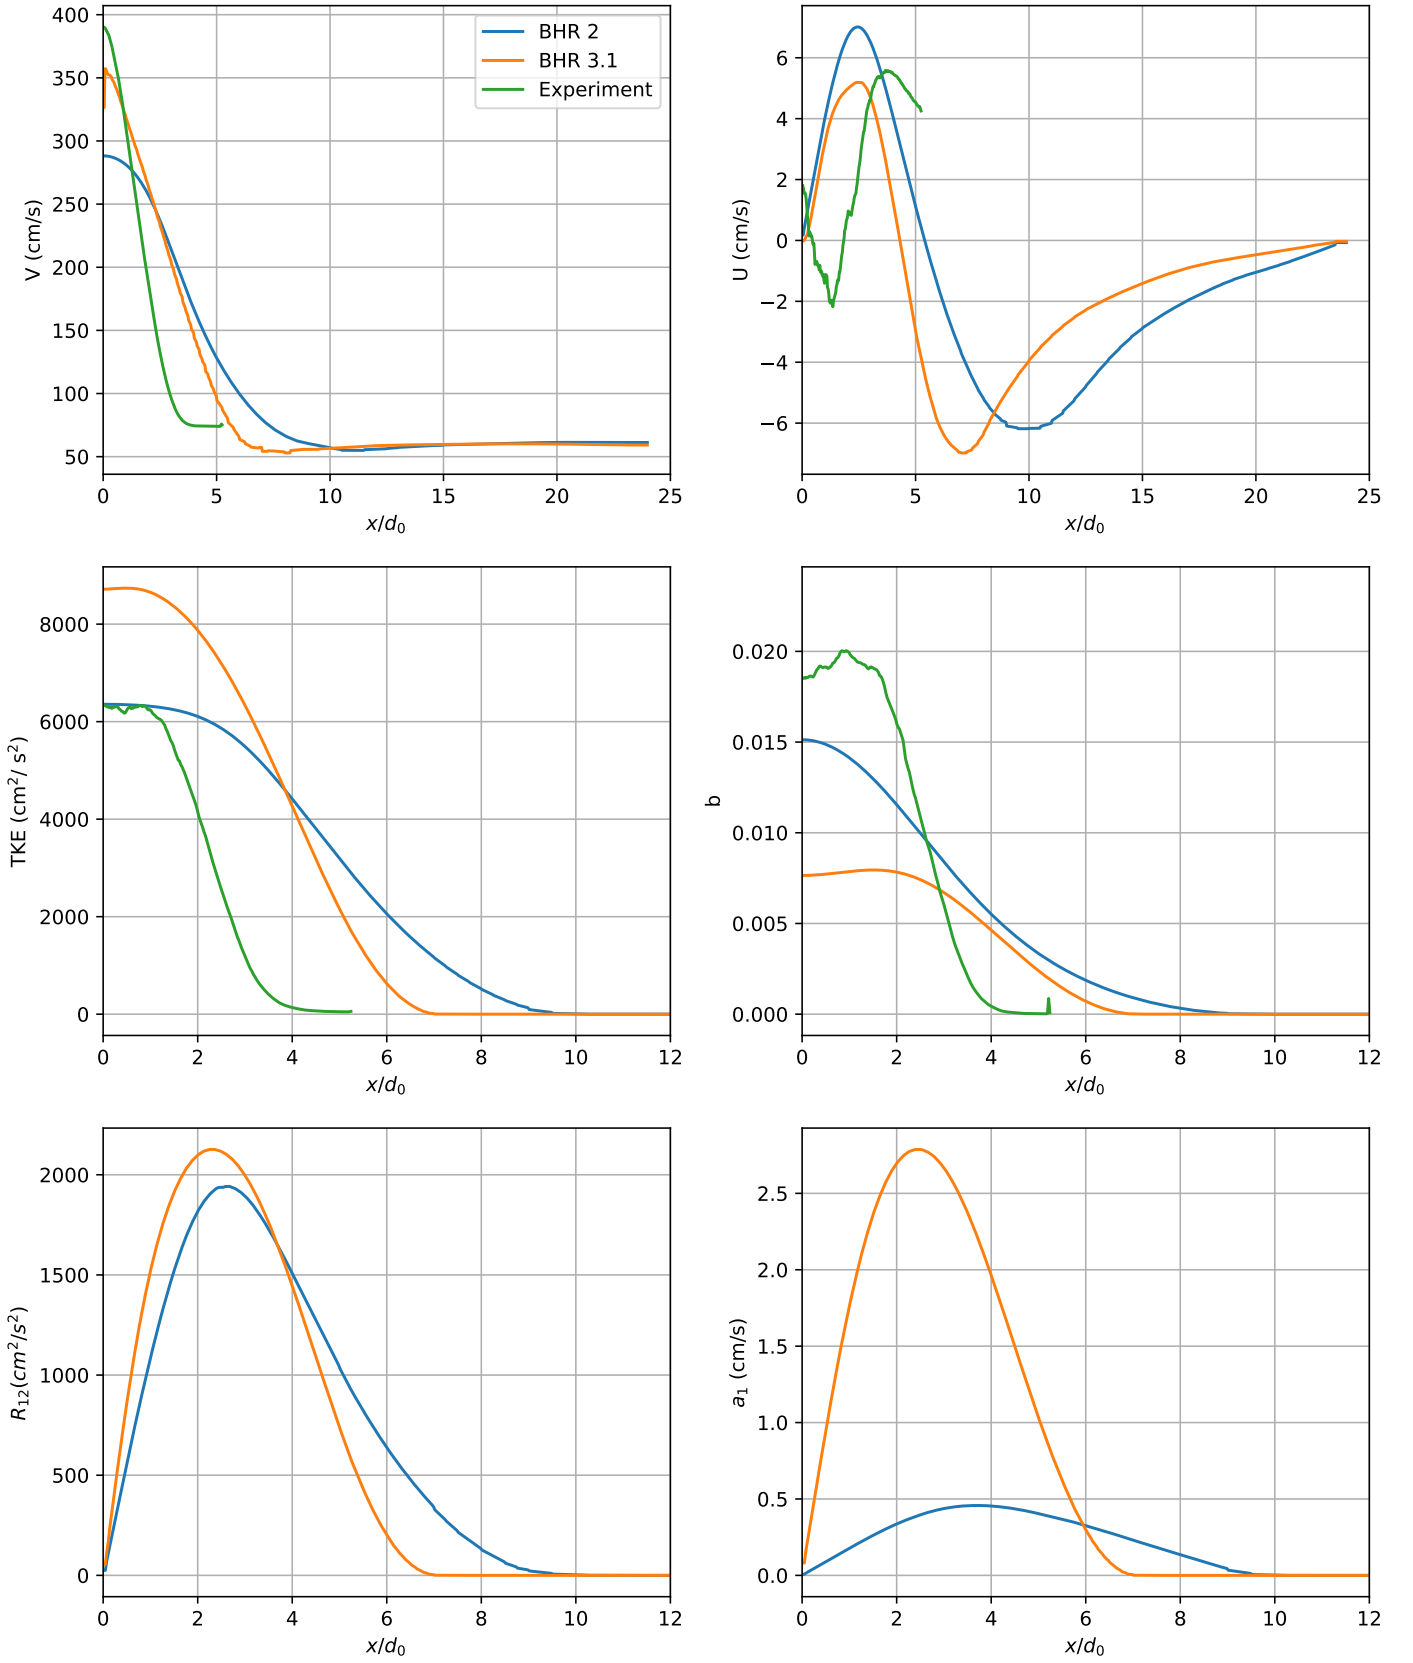 400
350
300
250
200
150
100
50
V (cm/s)
BHR 2
BHR 3.1
Experiment
0 5 10 15 20 25
x/d₀
6
4
2
0
−2
−4
−6
U (cm/s)
0 5 10 15 20 25
x/d₀
8000
6000
4000
2000
0
TKE (cm²/ s²)
0 2 4 6 8 10 12
x/d₀
0.020
0.015
0.010
0.005
0.000
b
0 2 4 6 8 10 12
x/d₀
2000
1500
1000
500
0
R₁₂(cm²/s²)
0 2 4 6 8 10 12
x/d₀
2.5
2.0
1.5
1.0
0.5
0.0
a₁ (cm/s)
0 2 4 6 8 10 12
x/d₀